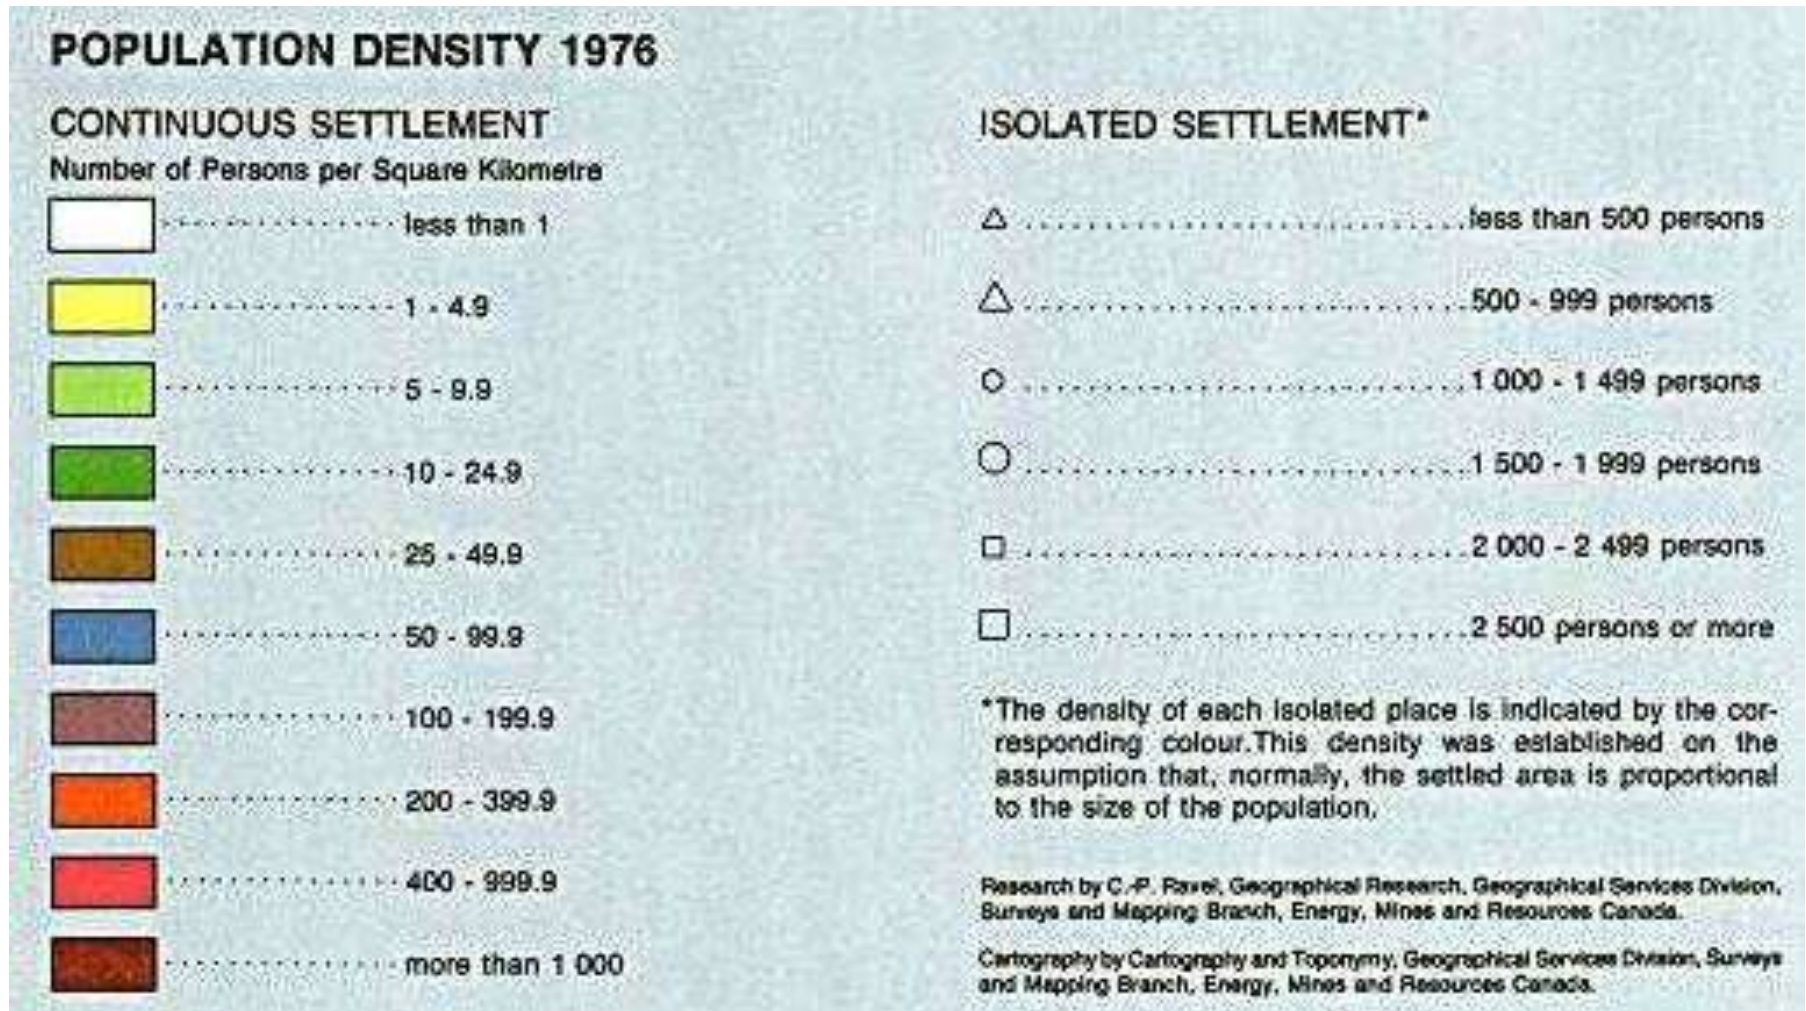 POPULATION DENSITY 1976
CONTINUOUS SETTLEMENT
Number of Persons per Square Kilometre
less than 1
1 - 4.9
5 - 9.9
10 - 24.9
25 - 49.9
50 - 99.9
100 - 199.9
200 - 399.9
400 - 999.9
more than 1 000
ISOLATED SETTLEMENT*
less than 500 persons
500 - 999 persons
1 000 - 1 499 persons
1 500 - 1 999 persons
2 000 - 2 499 persons
2 500 persons or more
*The density of each isolated place is indicated by the cor-
responding colour.This density was established on the
assumption that, normally, the settled area is proportional
to the size of the population.
Research by C.-P. Ravel, Geographical Research, Geographical Services Division,
Surveys and Mapping Branch, Energy, Mines and Resources Canada.
Cartography by Cartography and Toponymy, Geographical Services Division, Surveys
and Mapping Branch, Energy, Mines and Resources Canada.